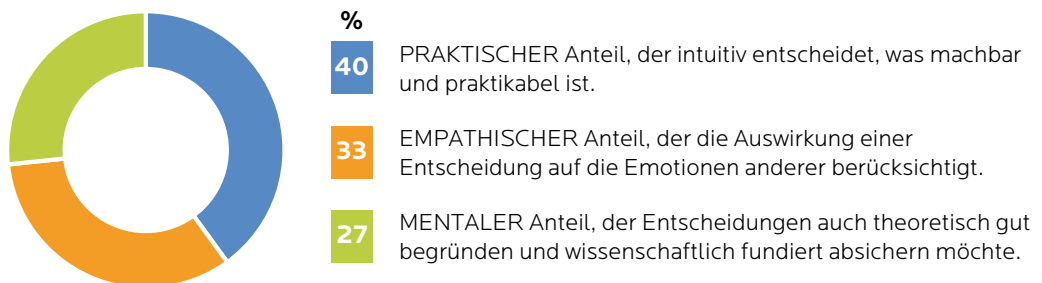 %
40
PRAKTISCHER Anteil, der intuitiv entscheidet, was machbar
und praktikabel ist.
33
EMPATHISCHER Anteil, der die Auswirkung einer
Entscheidung auf die Emotionen anderer berücksichtigt.
27
MENTALER Anteil, der Entscheidungen auch theoretisch gut
begründen und wissenschaftlich fundiert absichern möchte.